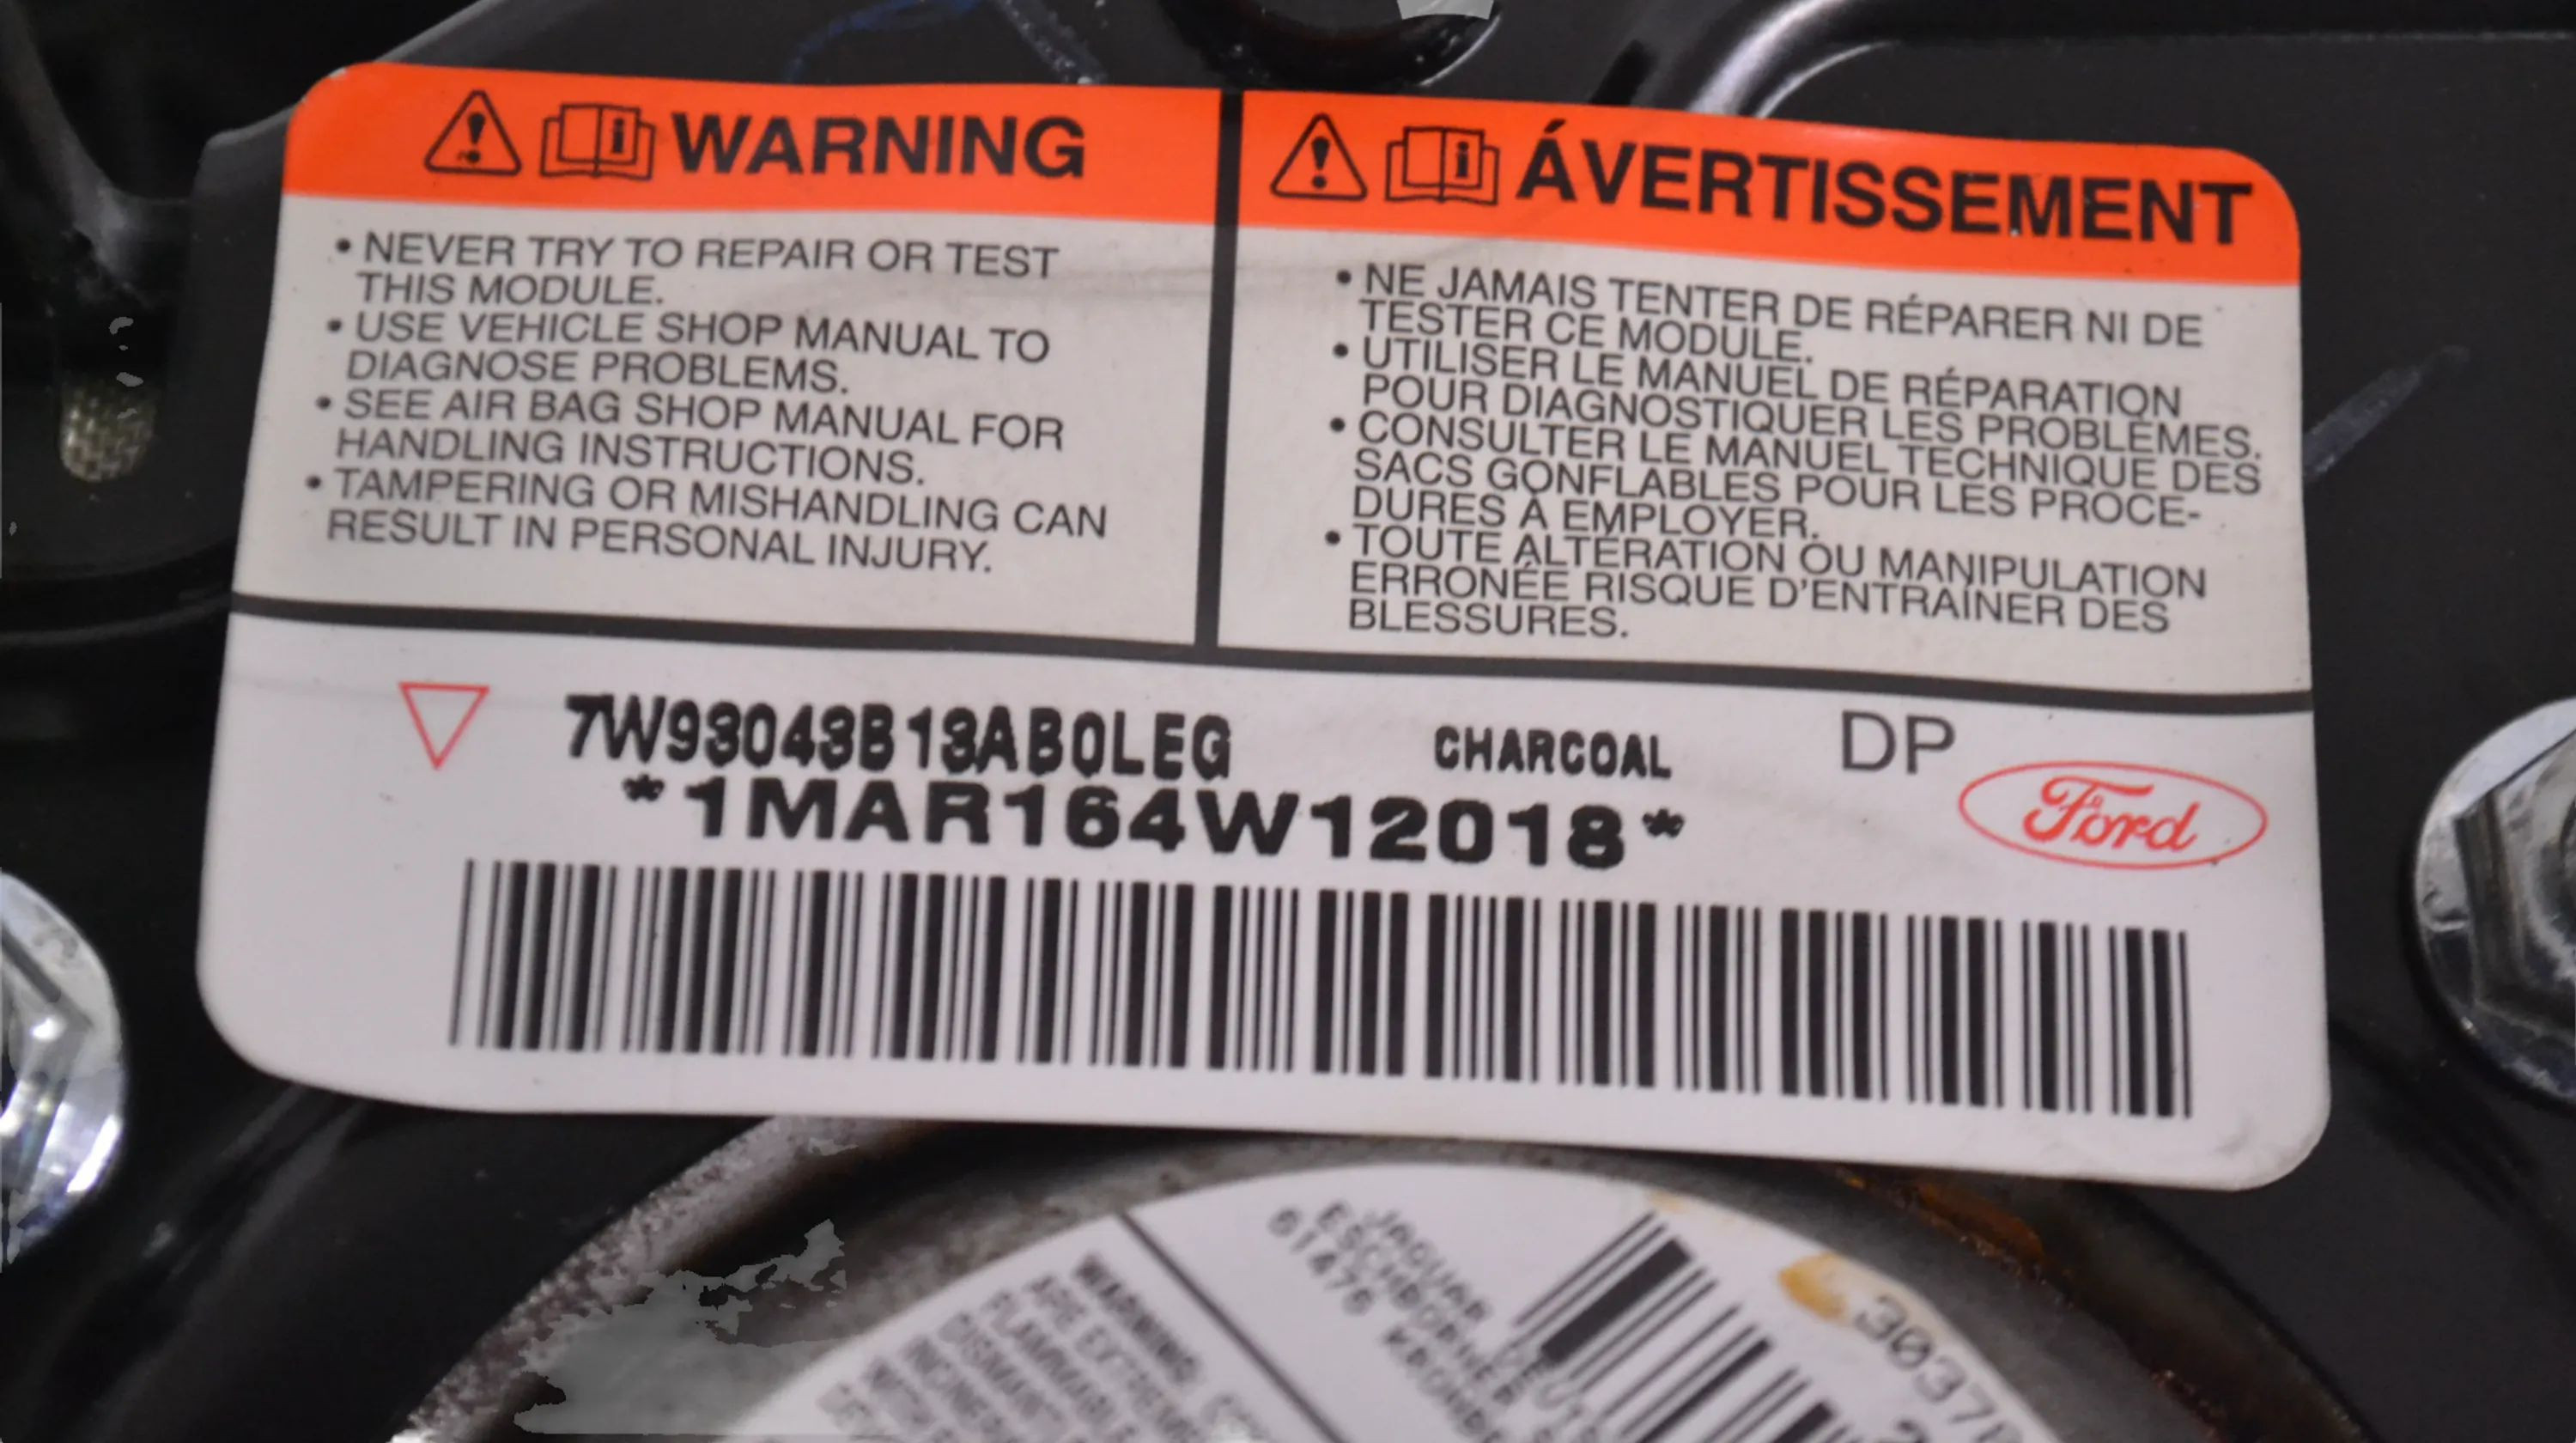 WARNING
• NEVER TRY TO REPAIR OR TEST
THIS MODULE.
• USE VEHICLE SHOP MANUAL TO
DIAGNOSE PROBLEMS.
• SEE AIR BAG SHOP MANUAL FOR
HANDLING INSTRUCTIONS.
• TAMPERING OR MISHANDLING CAN
RESULT IN PERSONAL INJURY.
ÁVERTISSEMENT
• NE JAMAIS TENTER DE RÉPARER NI DE
TESTER CE MODULE.
• UTILISER LE MANUEL DE RÉPARATION
POUR DIAGNOSTIQUER LES PROBLÈMES.
• CONSULTER LE MANUEL TECHNIQUE DES
SACS GONFLABLES POUR LES PROCE-
DURES À EMPLOYER.
• TOUTE ALTÉRATION OU MANIPULATION
ERRONÉE RISQUE D'ENTRAINER DES
BLESSURES.
7W93043B13AB0LEG CHARCOAL DP
Ford
*1MAR164W12018*
JAGUAR
61476
WARNING:
ARE
FLAMMABLE